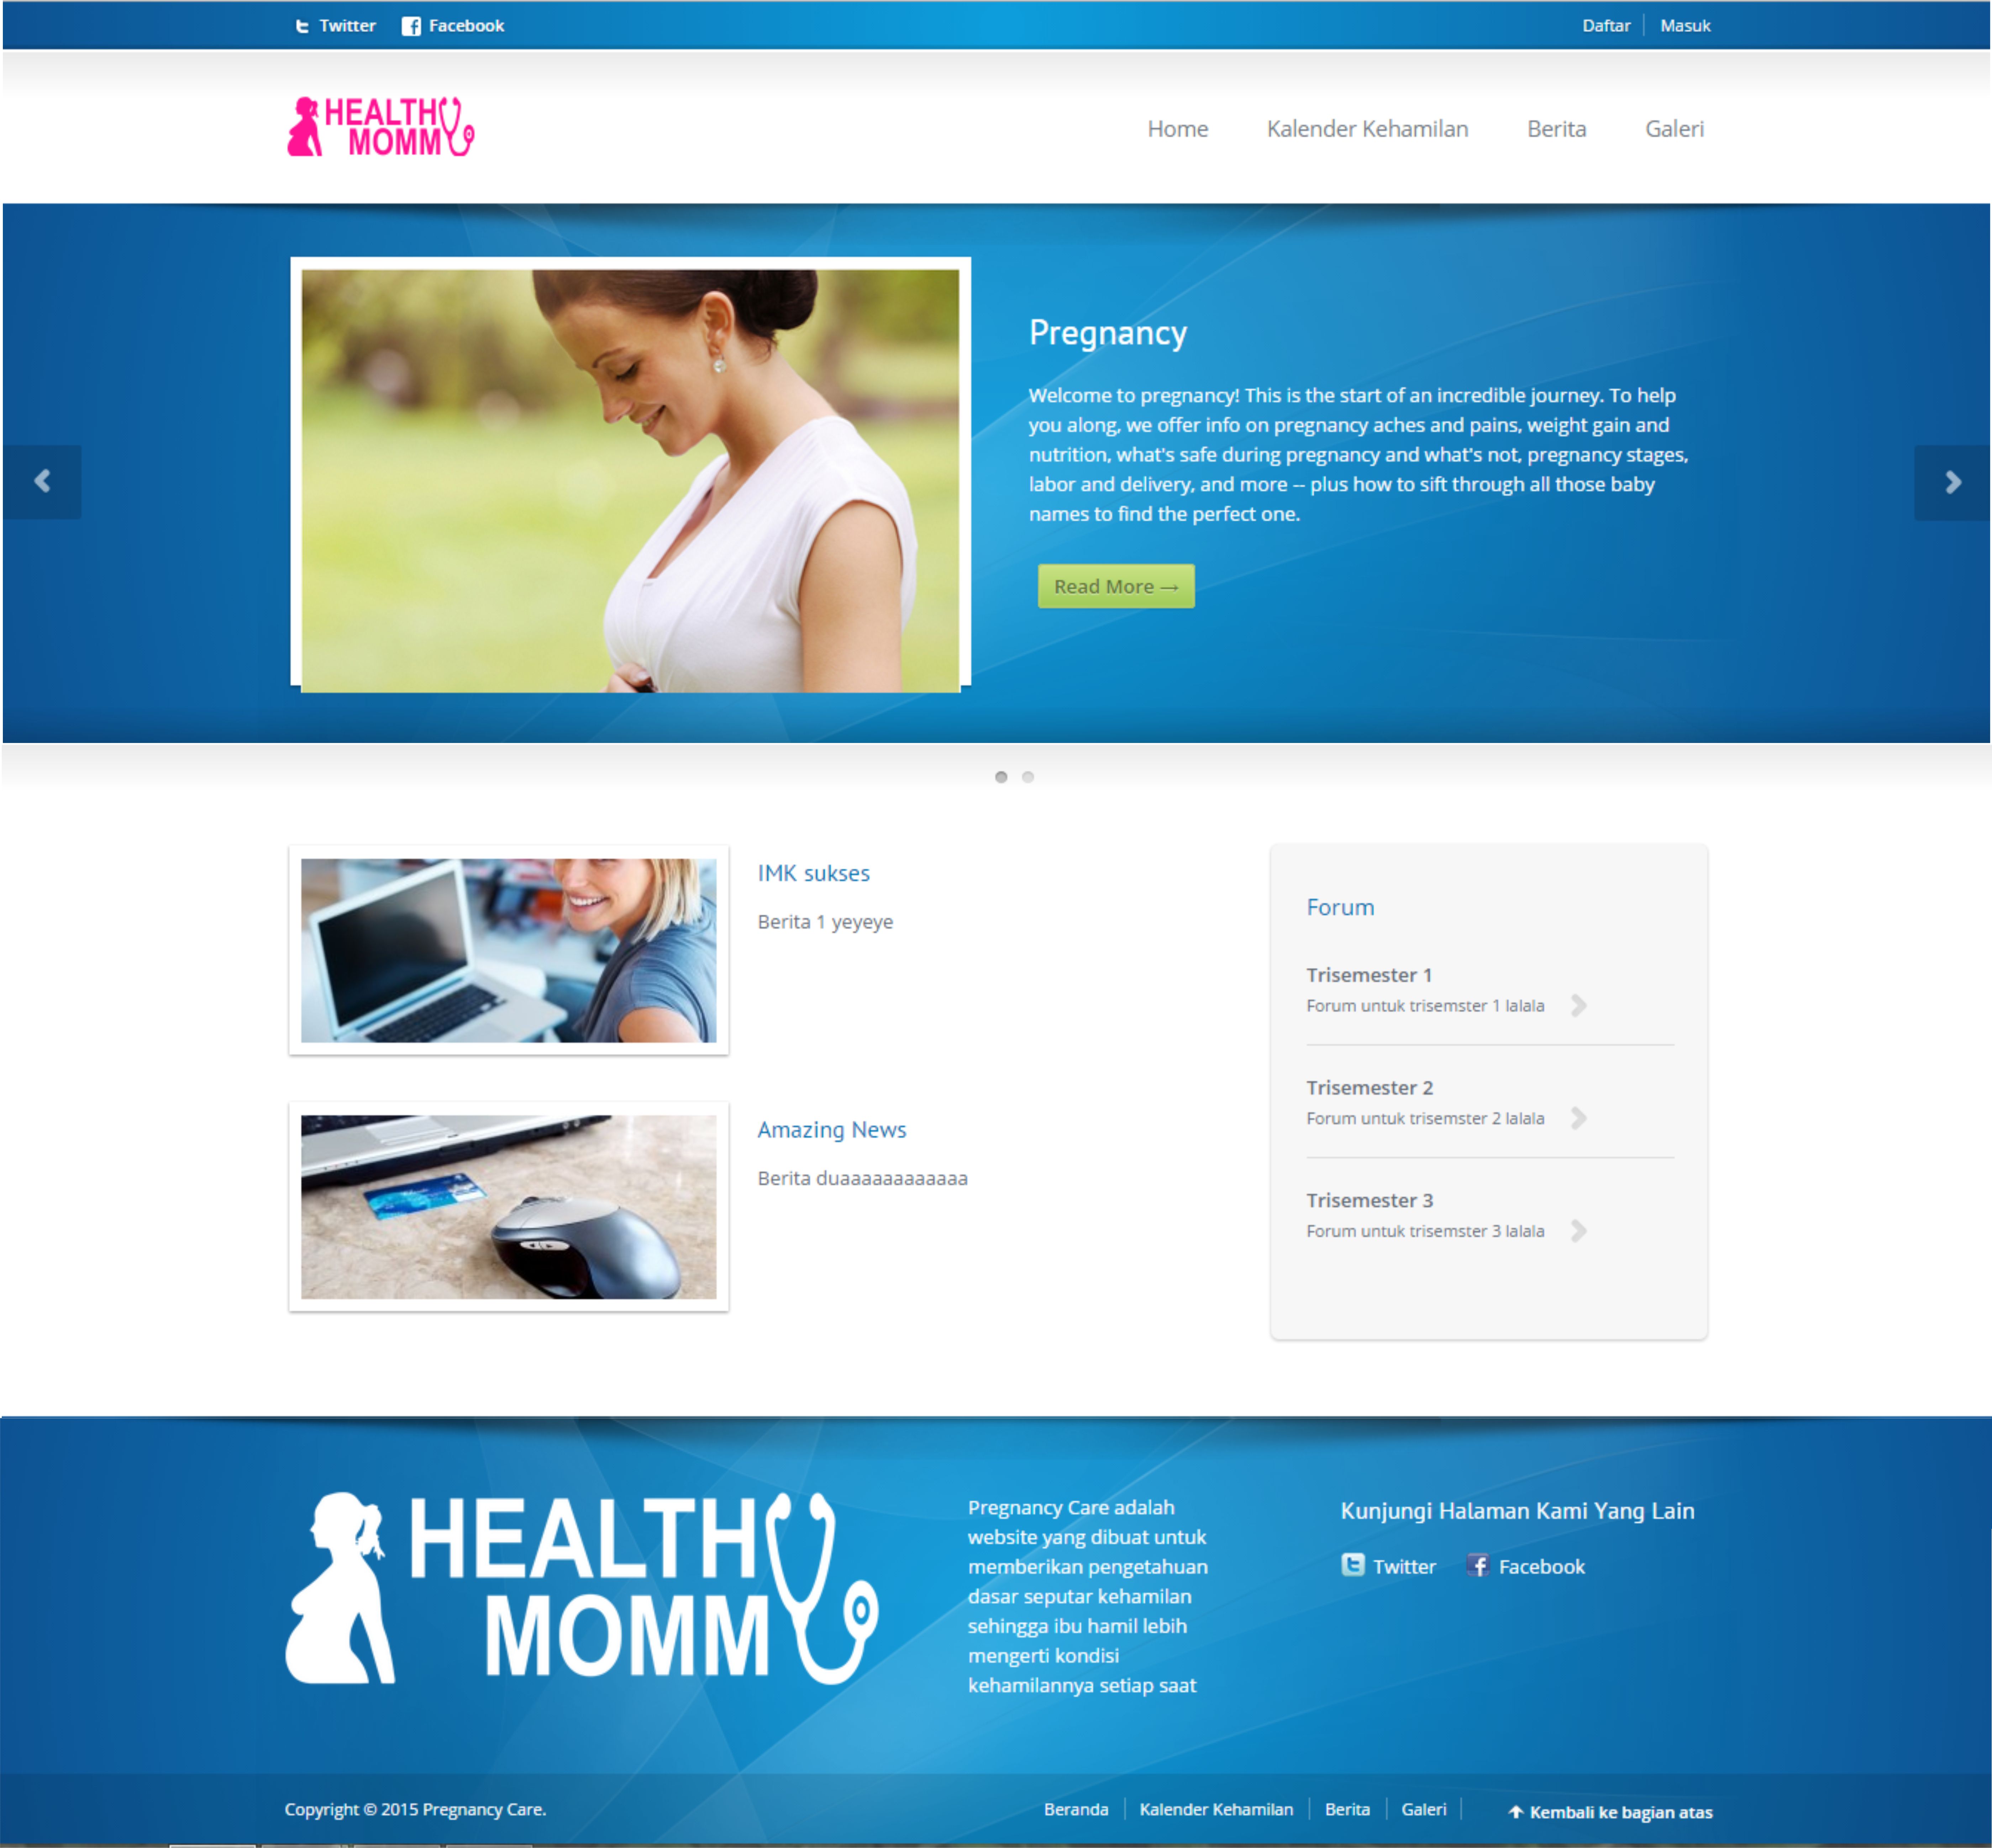 Twitter Facebook Daftar Masuk
HEALTHY
MOMMY
Home Kalender Kehamilan Berita Galeri
Pregnancy
Welcome to pregnancy! This is the start of an incredible journey. To help
you along, we offer info on pregnancy aches and pains, weight gain and
nutrition, what's safe during pregnancy and what's not, pregnancy stages,
labor and delivery, and more -- plus how to sift through all those baby
names to find the perfect one.
Read More →
IMK sukses
Berita 1 yeyeye
Amazing News
Berita duaaaaaaaaaaaa
Forum
Trisemester 1
Forum untuk trisemster 1 lalala
Trisemester 2
Forum untuk trisemster 2 lalala
Trisemester 3
Forum untuk trisemster 3 lalala
HEALTHY
MOMMY
Pregnancy Care adalah
website yang dibuat untuk
memberikan pengetahuan
dasar seputar kehamilan
sehingga ibu hamil lebih
mengerti kondisi
kehamilannya setiap saat
Kunjungi Halaman Kami Yang Lain
Twitter Facebook
Copyright © 2015 Pregnancy Care.
Beranda Kalender Kehamilan Berita Galeri Kembali ke bagian atas